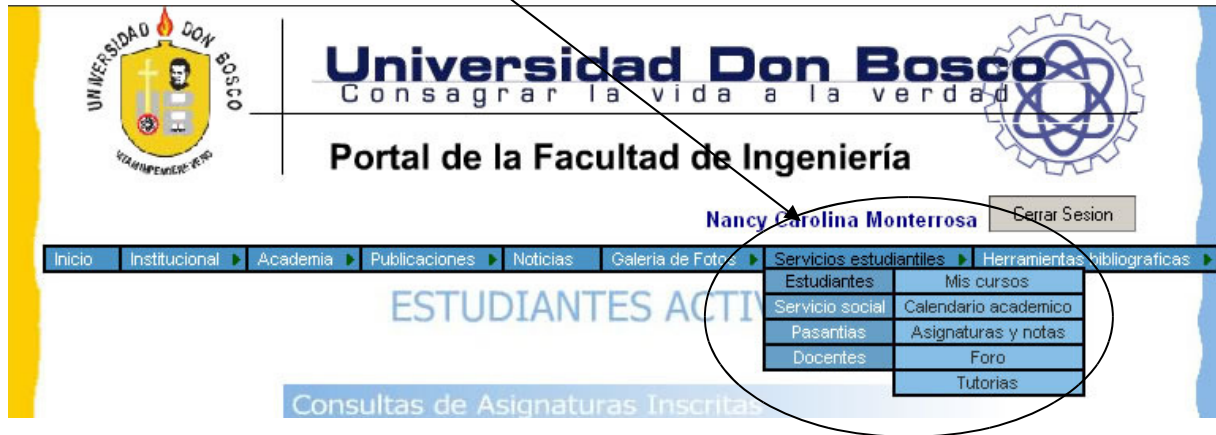 UNIVERSIDAD DON BOSCO
Universidad Don Bosco
Consagrar la vida a la verdad
Portal de la Facultad de Ingeniería
Nancy Carolina Monterrosa
Cerrar Sesion
Inicio Institucional Academia Publicaciones Noticias Galeria de Fotos Servicios estudiantiles Herramientas bibliograficas
Estudiantes Mis cursos
Servicio social Calendario academico
Pasantias Asignaturas y notas
Docentes Foro
Tutorias
ESTUDIANTES ACTIV
Consultas de Asignaturas Inscritas